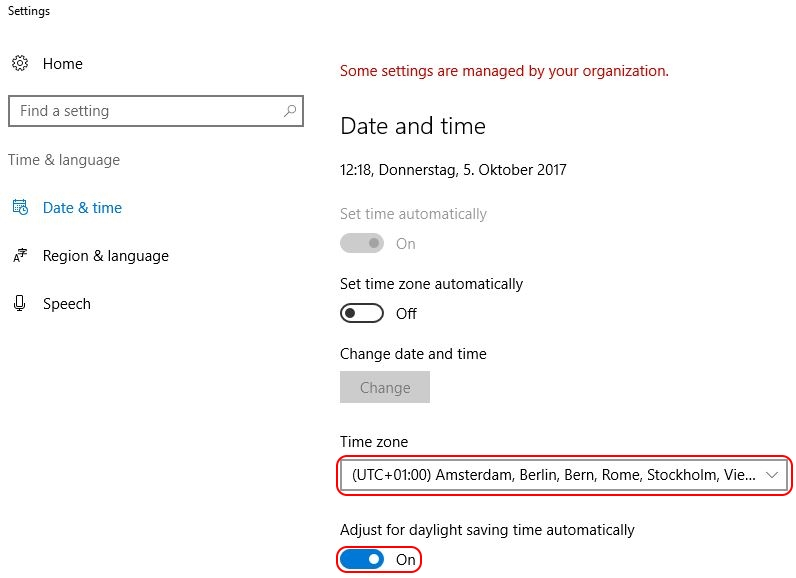 Settings
Home
Find a setting
Time & language
Date & time
Region & language
Speech
Some settings are managed by your organization.
Date and time
12:18, Donnerstag, 5. Oktober 2017
Set time automatically
On
Set time zone automatically
Off
Change date and time
Change
Time zone
(UTC+01:00) Amsterdam, Berlin, Bern, Rome, Stockholm, Vie...
Adjust for daylight saving time automatically
On